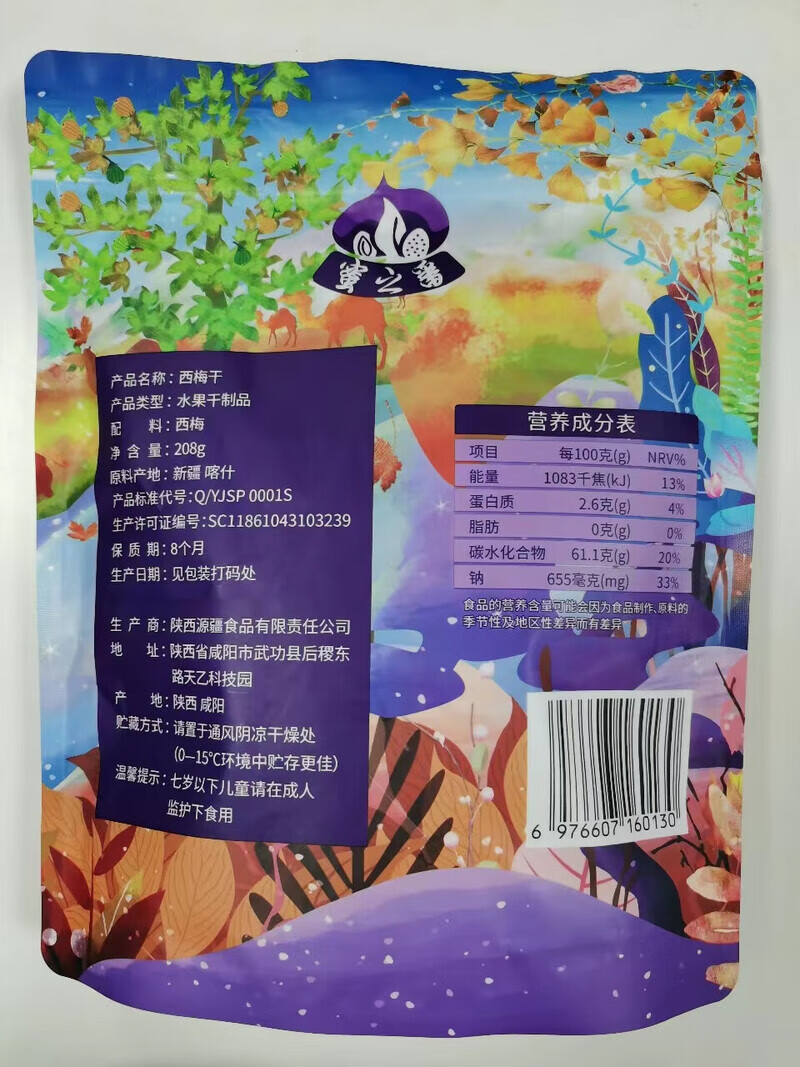 产品名称：西梅干
产品类型：水果干制品
配 料：西梅
净 含 量：208g
原料产地：新疆 喀什
产品标准代号：Q/YJSP 0001S
生产许可证编号：SC11861043103239
保 质 期：8个月
生产日期：见包装打码处
生 产 商：陕西源疆食品有限责任公司
地 址：陕西省咸阳市武功县后稷东
路天乙科技园
产 地：陕西 咸阳
贮藏方式：请置于通风阴凉干燥处
(0—15℃环境中贮存更佳)
温馨提示：七岁以下儿童请在成人
监护下食用
营养成分表
项目 每100克(g) NRV%
能量 1083千焦(kJ) 13%
蛋白质 2.6克(g) 4%
脂肪 0克(g) 0%
碳水化合物 61.1克(g) 20%
钠 655毫克(mg) 33%
食品的营养含量可能会因为食品制作、原料的
季节性及地区性差异而有差异
6 976607 160130